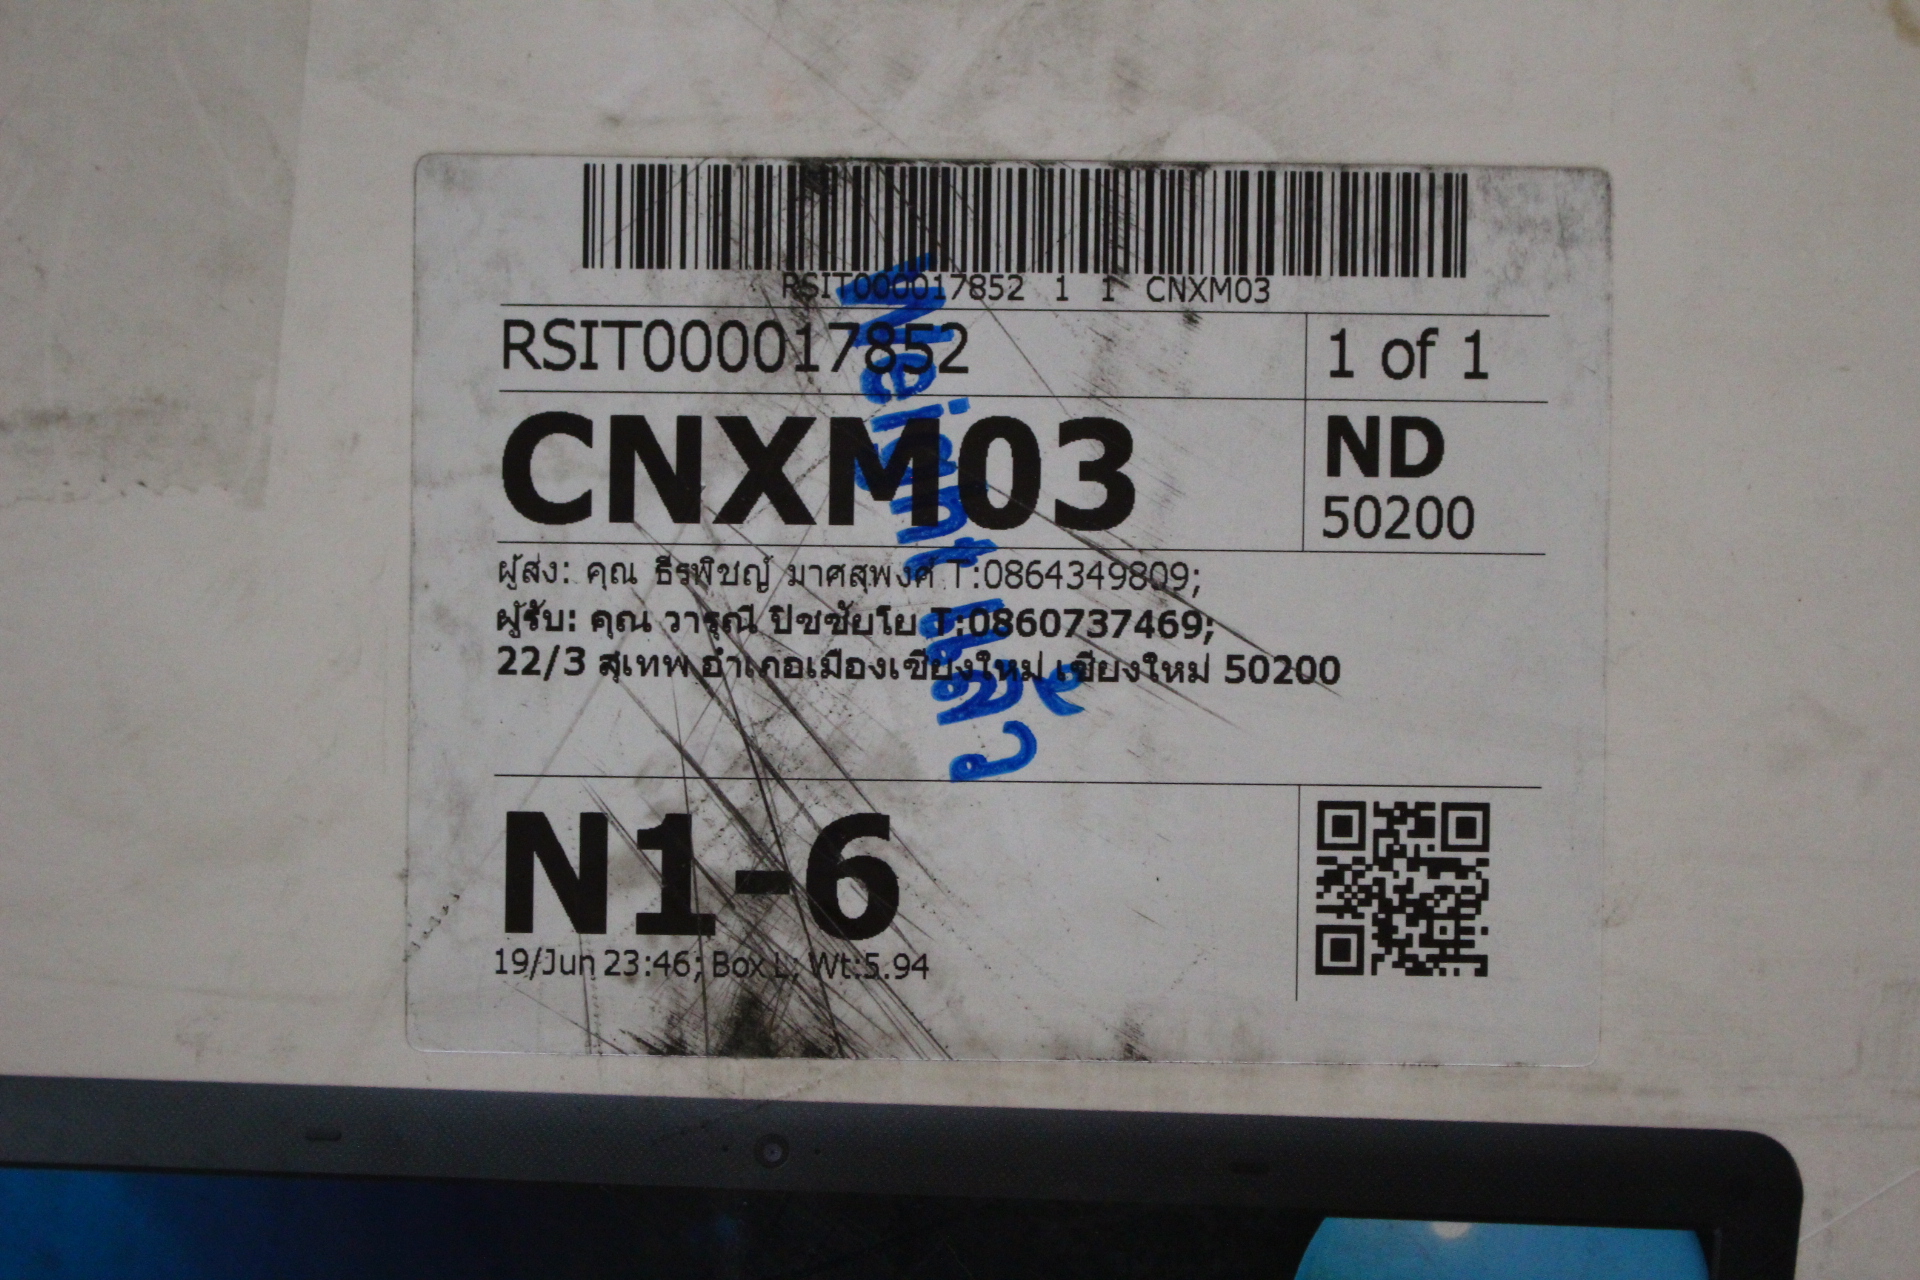 RSIT000017852 1 1 CNXM03
RSIT000017852
1 of 1
CNXM03
ND
50200
ผู้ส่ง: คุณ ธีรพิชญ์ มาศสุพงศ์ T:0864349809;
ผู้รับ: คุณ วารุณี ปิชชัยโย T:0860737469;
22/3 สุเทพ อำเภอเมืองเชียงใหม่ เชียงใหม่ 50200
N1-6
19/Jun 23:46; Box L; Wt:5.94
Weight แล้ว